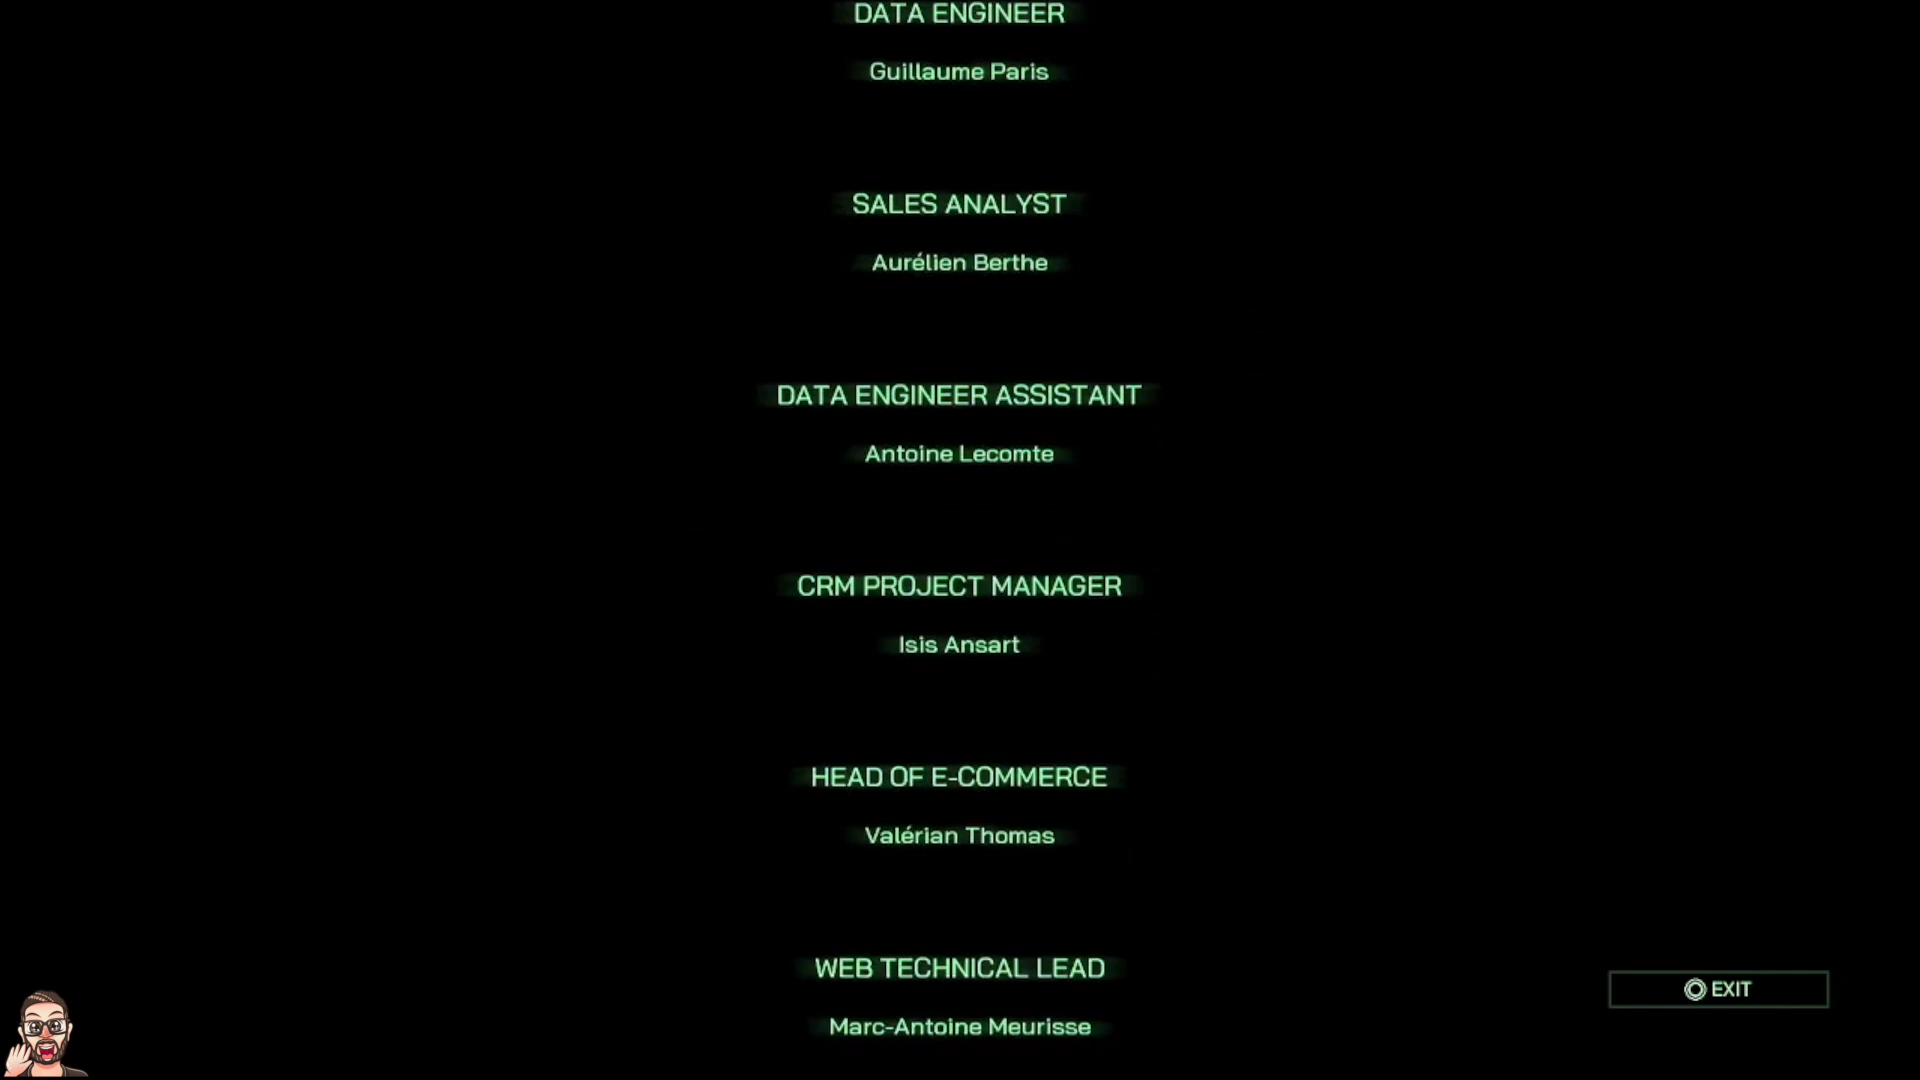 DATA ENGINEER
Guillaume Paris
SALES ANALYST
Aurélien Berthe
DATA ENGINEER ASSISTANT
Antoine Lecomte
CRM PROJECT MANAGER
Isis Ansart
HEAD OF E-COMMERCE
Valérian Thomas
WEB TECHNICAL LEAD
Marc-Antoine Meurisse
EXIT